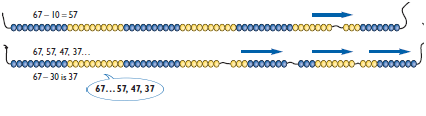 67 – 10 = 57
67, 57, 47, 37...
67 – 30 is 37
67...57, 47, 37